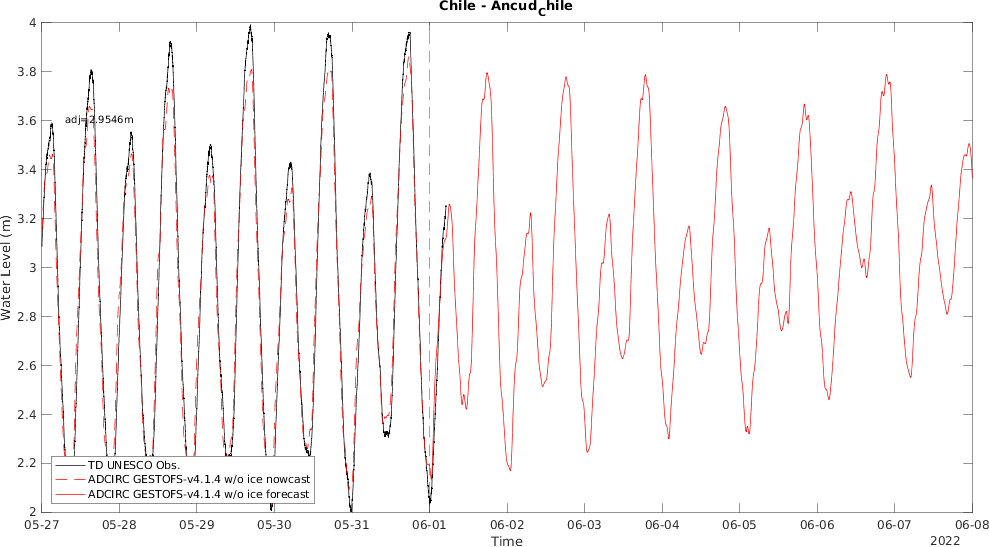 Chile - Ancud_Chile
4
3.8
3.6
3.4
3.2
3
2.8
2.6
2.4
2.2
2
Water Level (m)
adj=2.9546m
TD UNESCO Obs.
ADCIRC GESTOFS-v4.1.4 w/o ice nowcast
ADCIRC GESTOFS-v4.1.4 w/o ice forecast
05-27 05-28 05-29 05-30 05-31 06-01 06-02 06-03 06-04 06-05 06-06 06-07 06-08
Time
2022